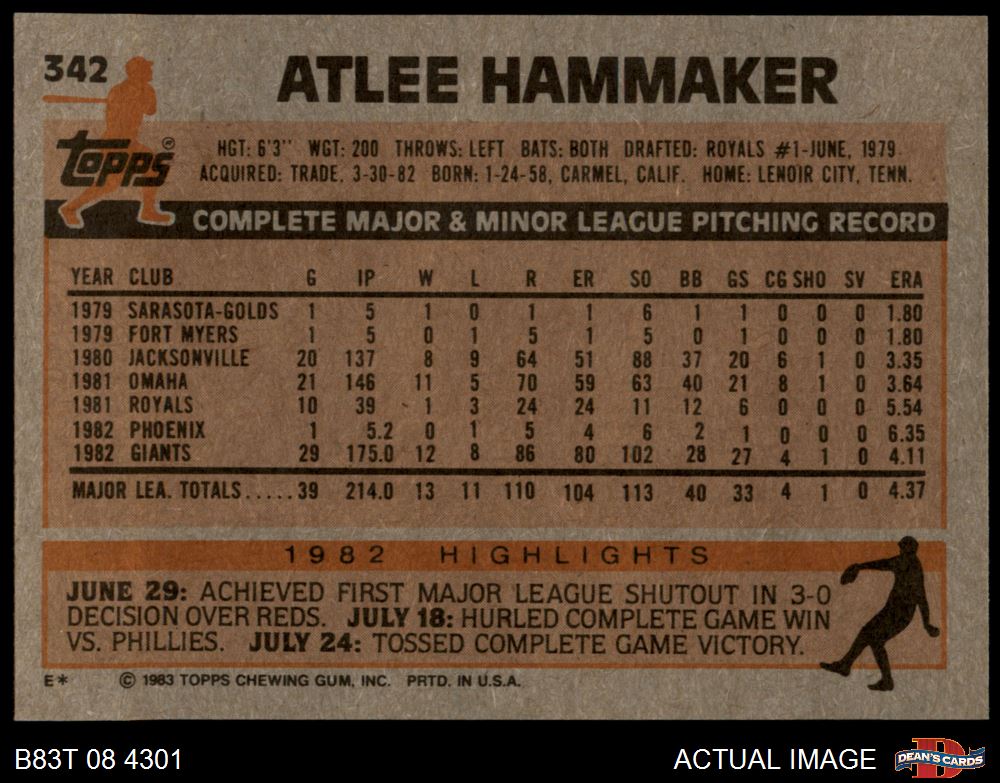 342
ATLEE HAMMAKER
topps®
HGT: 6'3" WGT: 200 THROWS: LEFT BATS: BOTH DRAFTED: ROYALS #1-JUNE, 1979
ACQUIRED: TRADE, 3-30-82 BORN: 1-24-58, CARMEL, CALIF. HOME: LENOIR CITY, TENN.
COMPLETE MAJOR & MINOR LEAGUE PITCHING RECORD
YEAR CLUB G IP W L R ER SO BB GS CG SHO SV ERA
1979 SARASOTA-GOLDS 1 5 1 0 1 1 6 1 1 0 0 0 1.80
1979 FORT MYERS 1 5 0 1 5 1 5 0 1 0 0 0 1.80
1980 JACKSONVILLE 20 137 8 9 64 51 88 37 20 6 1 0 3.35
1981 OMAHA 21 146 11 5 70 59 63 40 21 8 1 0 3.64
1981 ROYALS 10 39 1 3 24 24 11 12 6 0 0 0 5.54
1982 PHOENIX 1 5.2 0 1 5 4 6 2 1 0 0 0 6.35
1982 GIANTS 29 175.0 12 8 86 80 102 28 27 4 1 0 4.11
MAJOR LEA. TOTALS.....39 214.0 13 11 110 104 113 40 33 4 1 0 4.37
1982 HIGHLIGHTS
JUNE 29: ACHIEVED FIRST MAJOR LEAGUE SHUTOUT IN 3-0
DECISION OVER REDS. JULY 18: HURLED COMPLETE GAME WIN
VS. PHILLIES. JULY 24: TOSSED COMPLETE GAME VICTORY.
E* © 1983 TOPPS CHEWING GUM, INC. PRTD. IN U.S.A.
B83T 08 4301
ACTUAL IMAGE
D
DEAN'S CARDS